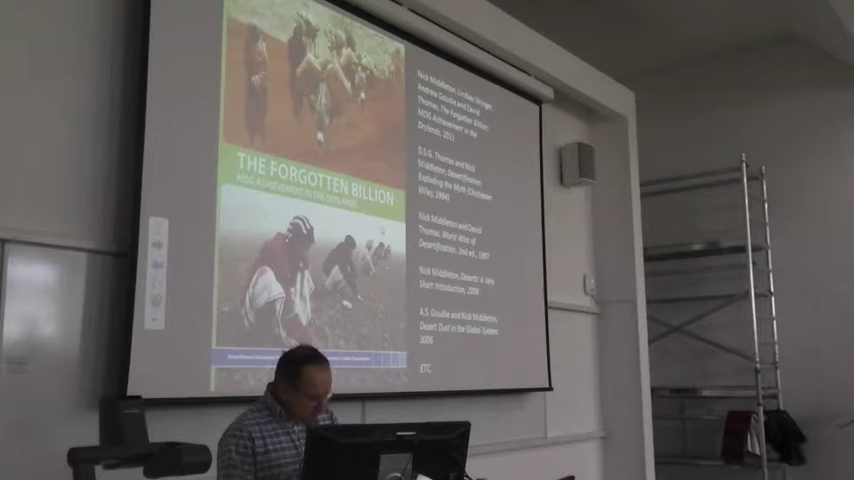 THE FORGOTTEN BILLION
MDG ACHIEVEMENT IN THE DRYLANDS
Nick Middleton, Lindsay Stringer,
Andrew Goudie and David
Thomas, The Forgotten Billion:
MDG Achievement in the
Drylands, 2011
D.S.G. Thomas and Nick
Middleton, Desertification:
Exploding the Myth (Chichester:
Wiley, 1994)
Nick Middleton and David
Thomas, World Atlas of
Desertification, 2nd ed., 1997
Nick Middleton, Deserts: A Very
Short Introduction, 2009
A.S. Goudie and Nick Middleton,
Desert Dust in the Global System
2006
ETC.